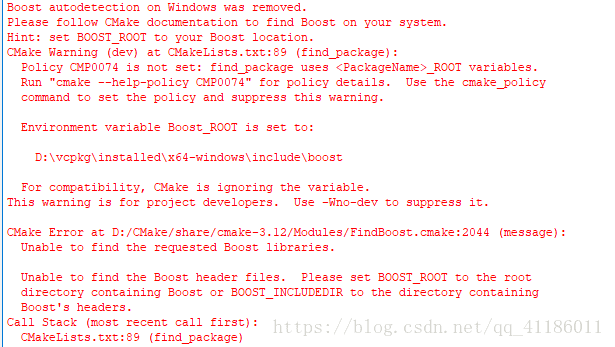 Boost autodetection on Windows was removed.
Please follow CMake documentation to find Boost on your system.
Hint: set BOOST_ROOT to your Boost location.
CMake Warning (dev) at CMakeLists.txt:89 (find_package):
Policy CMP0074 is not set: find_package uses <PackageName>_ROOT variables.
Run "cmake --help-policy CMP0074" for policy details.  Use the cmake_policy
command to set the policy and suppress this warning.
Environment variable Boost_ROOT is set to:
D:\vcpkg\installed\x64-windows\include\boost
For compatibility, CMake is ignoring the variable.
This warning is for project developers.  Use -Wno-dev to suppress it.
CMake Error at D:/CMake/share/cmake-3.12/Modules/FindBoost.cmake:2044 (message):
Unable to find the requested Boost libraries.
Unable to find the Boost header files.  Please set BOOST_ROOT to the root
directory containing Boost or BOOST_INCLUDEDIR to the directory containing
Boost's headers.
Call Stack (most recent call first):
CMakeLists.txt:89 (find_package)
https://blog.csdn.net/qq_41186011